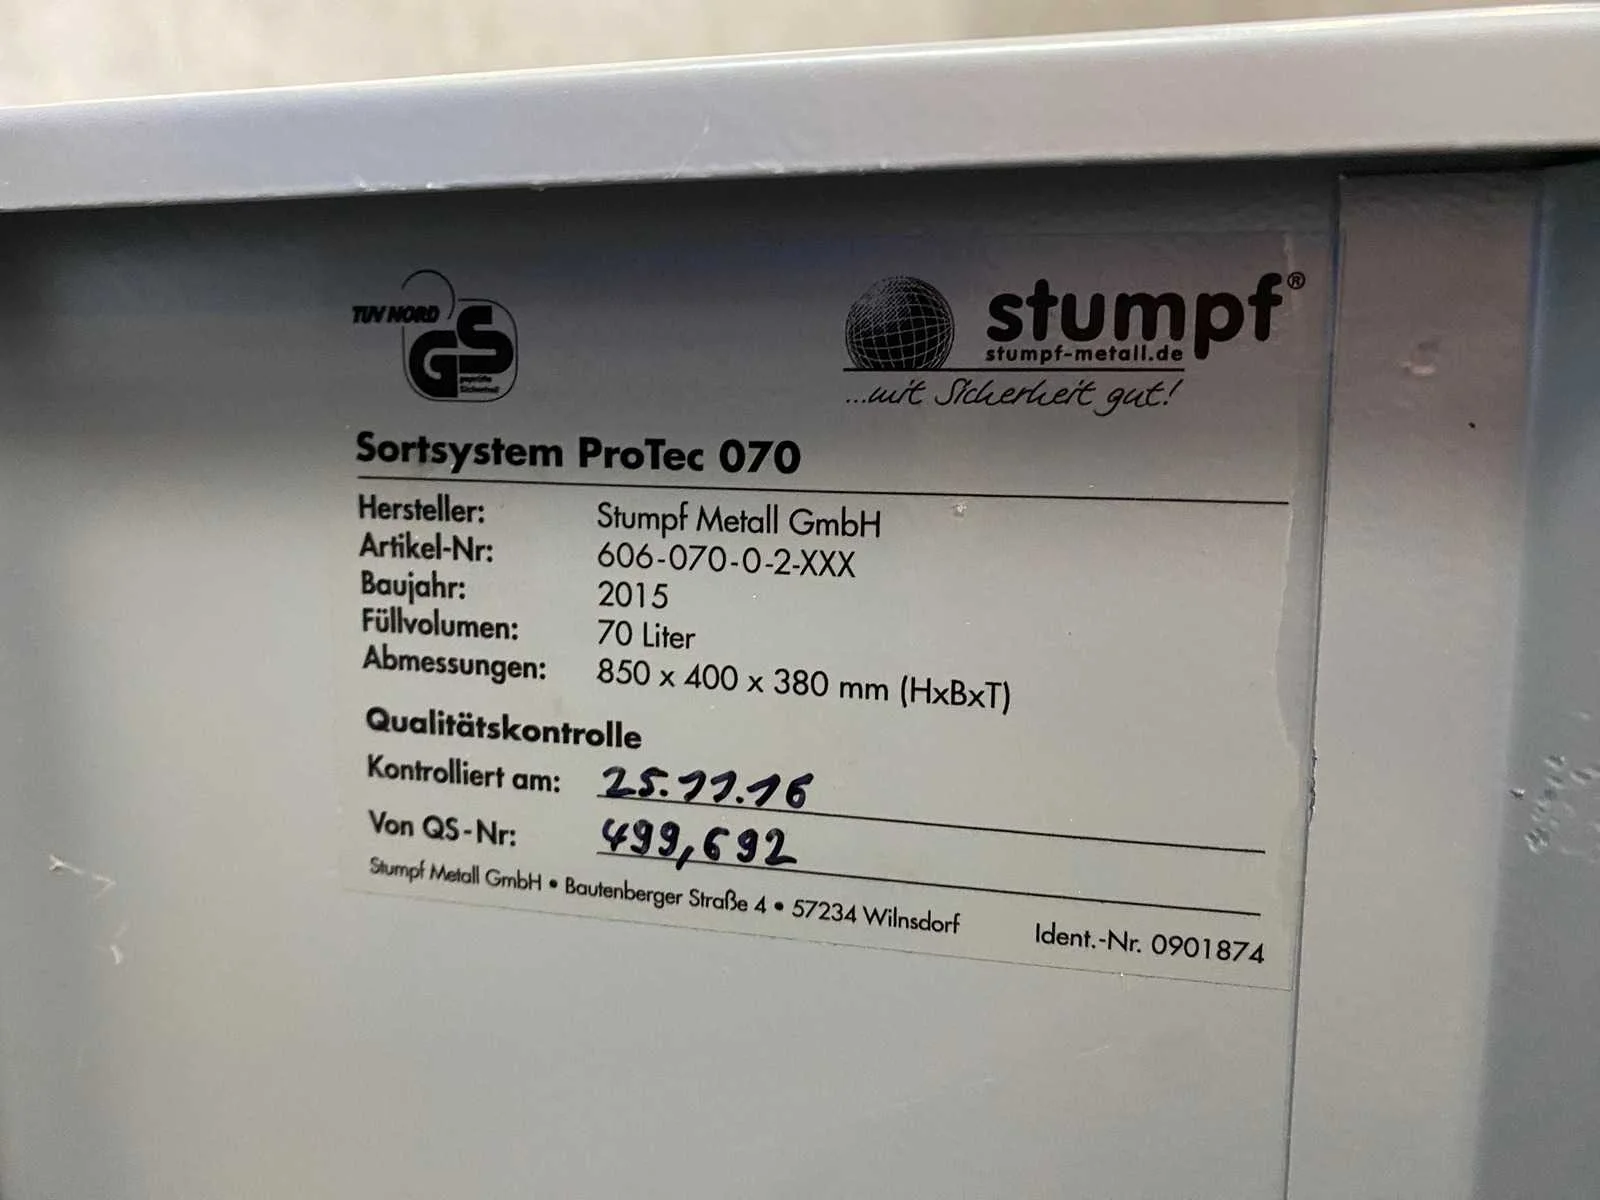 TÜV NORD
GS
geprüfte
Sicherheit
stumpf®
stumpf-metall.de
...mit Sicherheit gut!
Sortsystem ProTec 070
Hersteller: Stumpf Metall GmbH
Artikel-Nr: 606-070-0-2-XXX
Baujahr: 2015
Füllvolumen: 70 Liter
Abmessungen: 850 x 400 x 380 mm (HxBxT)
Qualitätskontrolle
Kontrolliert am: 25.11.16
Von QS-Nr: 499,692
Stumpf Metall GmbH • Bautenberger Straße 4 • 57234 Wilnsdorf Ident.-Nr. 0901874